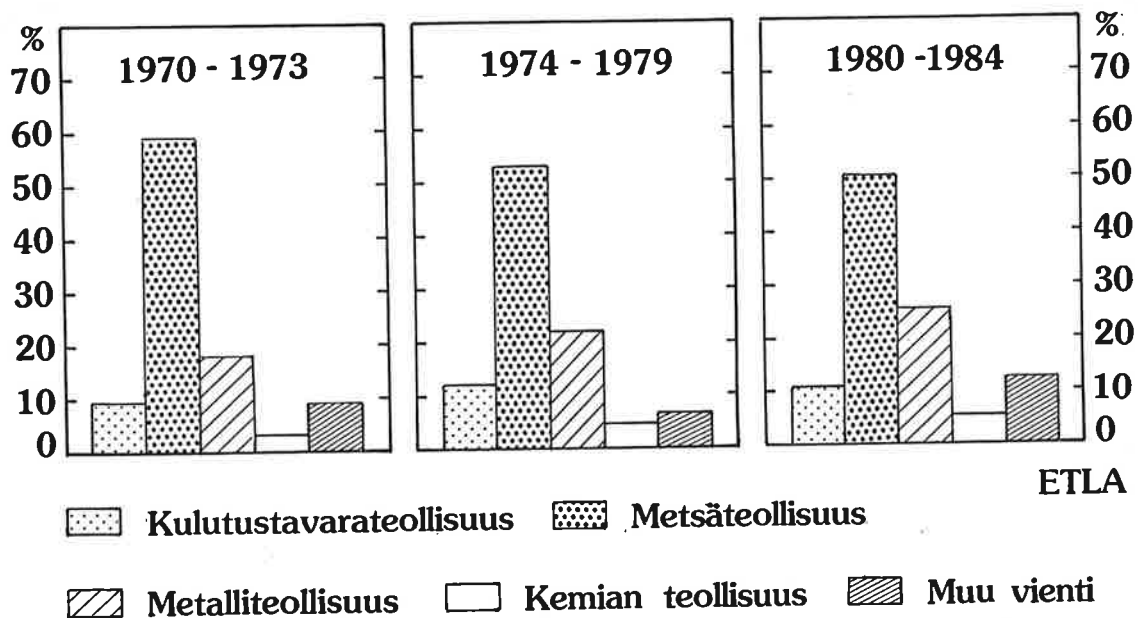 % 1970 - 1973 1974 - 1979 1980 -1984 %
70 70
60 60
50 50
40 40
30 30
20 20
10 10
0 0
ETLA
Kulutustavarateollisuus Metsäteollisuus
Metalliteollisuus Kemian teollisuus Muu vienti